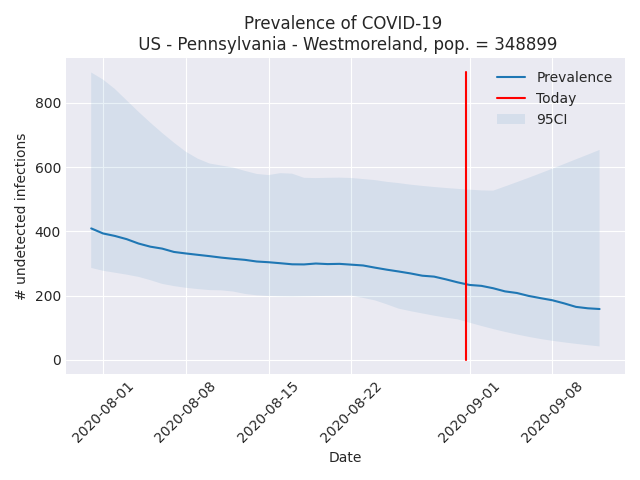 Prevalence of COVID-19
US - Pennsylvania - Westmoreland, pop. = 348899
Prevalence
Today
95CI
# undetected infections
800
600
400
200
0
2020-08-01
2020-08-08
2020-08-15
2020-08-22
2020-09-01
2020-09-08
Date